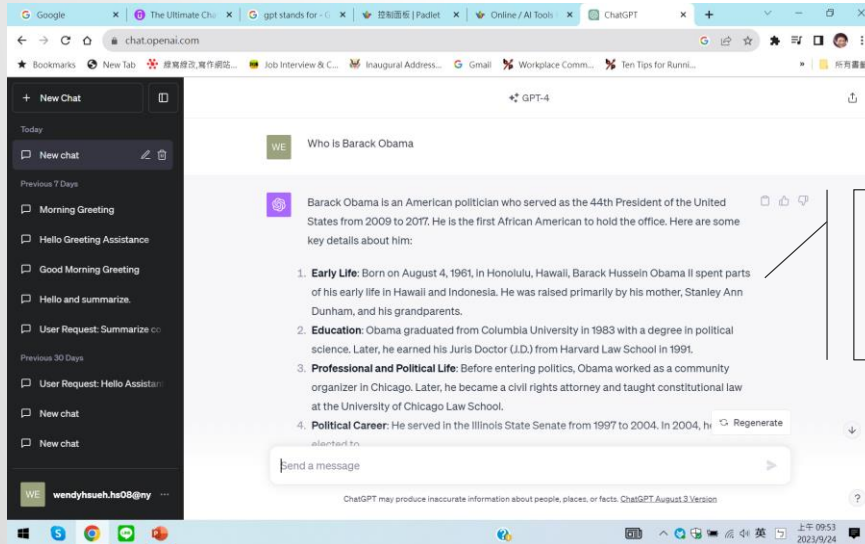 Google
The Ultimate Cha
gpt stands for - G
控制面板 | Padlet
Online / AI Tools
ChatGPT
chat.openai.com
Bookmarks
New Tab
Job Interview & C...
Inaugural Address...
Gmail
Workplace Comm...
Ten Tips for Runni...
New Chat
GPT-4
Today
New chat
WE
Who is Barack Obama
Previous 7 Days
Morning Greeting
Hello Greeting Assistance
Good Morning Greeting
Hello and summarize.
User Request: Summarize co
Previous 30 Days
User Request: Hello Assistan
New chat
New chat
WE
wendyhsueh.hs08@ny
Barack Obama is an American politician who served as the 44th President of the United
States from 2009 to 2017. He is the first African American to hold the office. Here are some
key details about him:
1. Early Life: Born on August 4, 1961, in Honolulu, Hawaii, Barack Hussein Obama II spent parts
of his early life in Hawaii and Indonesia. He was raised primarily by his mother, Stanley Ann
Dunham, and his grandparents.
2. Education: Obama graduated from Columbia University in 1983 with a degree in political
science. Later, he earned his Juris Doctor (J.D.) from Harvard Law School in 1991.
3. Professional and Political Life: Before entering politics, Obama worked as a community
organizer in Chicago. Later, he became a civil rights attorney and taught constitutional law
at the University of Chicago Law School.
4. Political Career: He served in the Illinois State Senate from 1997 to 2004. In 2004, he
elected to
Regenerate
Send a message
ChatGPT may produce inaccurate information about people, places, or facts. ChatGPT August 3 Version
英
上午 09:53
2023/9/24